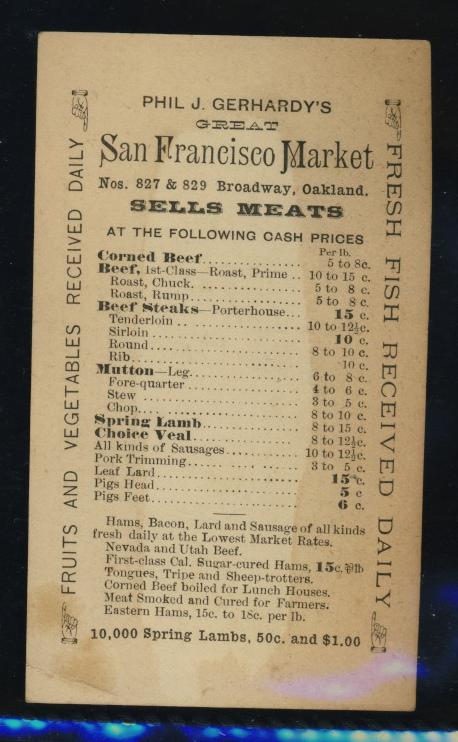 PHIL J. GERHARDY'S
GREAT
San Francisco Market
Nos. 827 & 829 Broadway, Oakland.
SELLS MEATS
AT THE FOLLOWING CASH PRICES
Per lb.
Corned Beef.................... 5 to 8c.
Beef, 1st-Class—Roast, Prime .. 10 to 15 c.
Roast, Chuck. ................. 5 to 8 c.
Roast, Rump.................... 5 to 8 c.
Beef Steaks—Porterhouse... 15 c.
Tenderloin .................... 10 to 12½c.
Sirloin ....................... 10 c.
Round.......................... 8 to 10 c.
Rib............................ 10 c.
Mutton—Leg..................... 6 to 8 c.
Fore-quarter .................. 4 to 6 c.
Stew .......................... 3 to 5 c.
Chop........................... 8 to 10 c.
Spring Lamb.................... 8 to 15 c.
Choice Veal.................... 8 to 12½c.
All kinds of Sausages.......... 10 to 12½c.
Pork Trimming.................. 3 to 5 c.
Leaf Lard...................... 15 c.
Pigs Head...................... 5 c
Pigs Feet...................... 6 c.
Hams, Bacon, Lard and Sausage of all kinds
fresh daily at the Lowest Market Rates.
Nevada and Utah Beef.
First-class Cal. Sugar-cured Hams, 15c. ⅌ lb
Tongues, Tripe and Sheep-trotters.
Corned Beef boiled for Lunch Houses.
Meat Smoked and Cured for Farmers.
Eastern Hams, 15c. to 18c. per lb.
10,000 Spring Lambs, 50c. and $1.00
FRUITS AND VEGETABLES RECEIVED DAILY
FRESH FISH RECEIVED DAILY